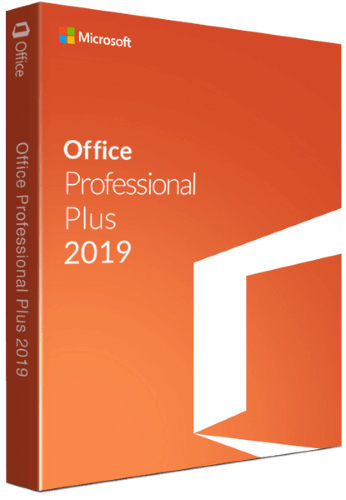 Office
Office Professional Plus 2019
Microsoft
Office
Professional
Plus
2019